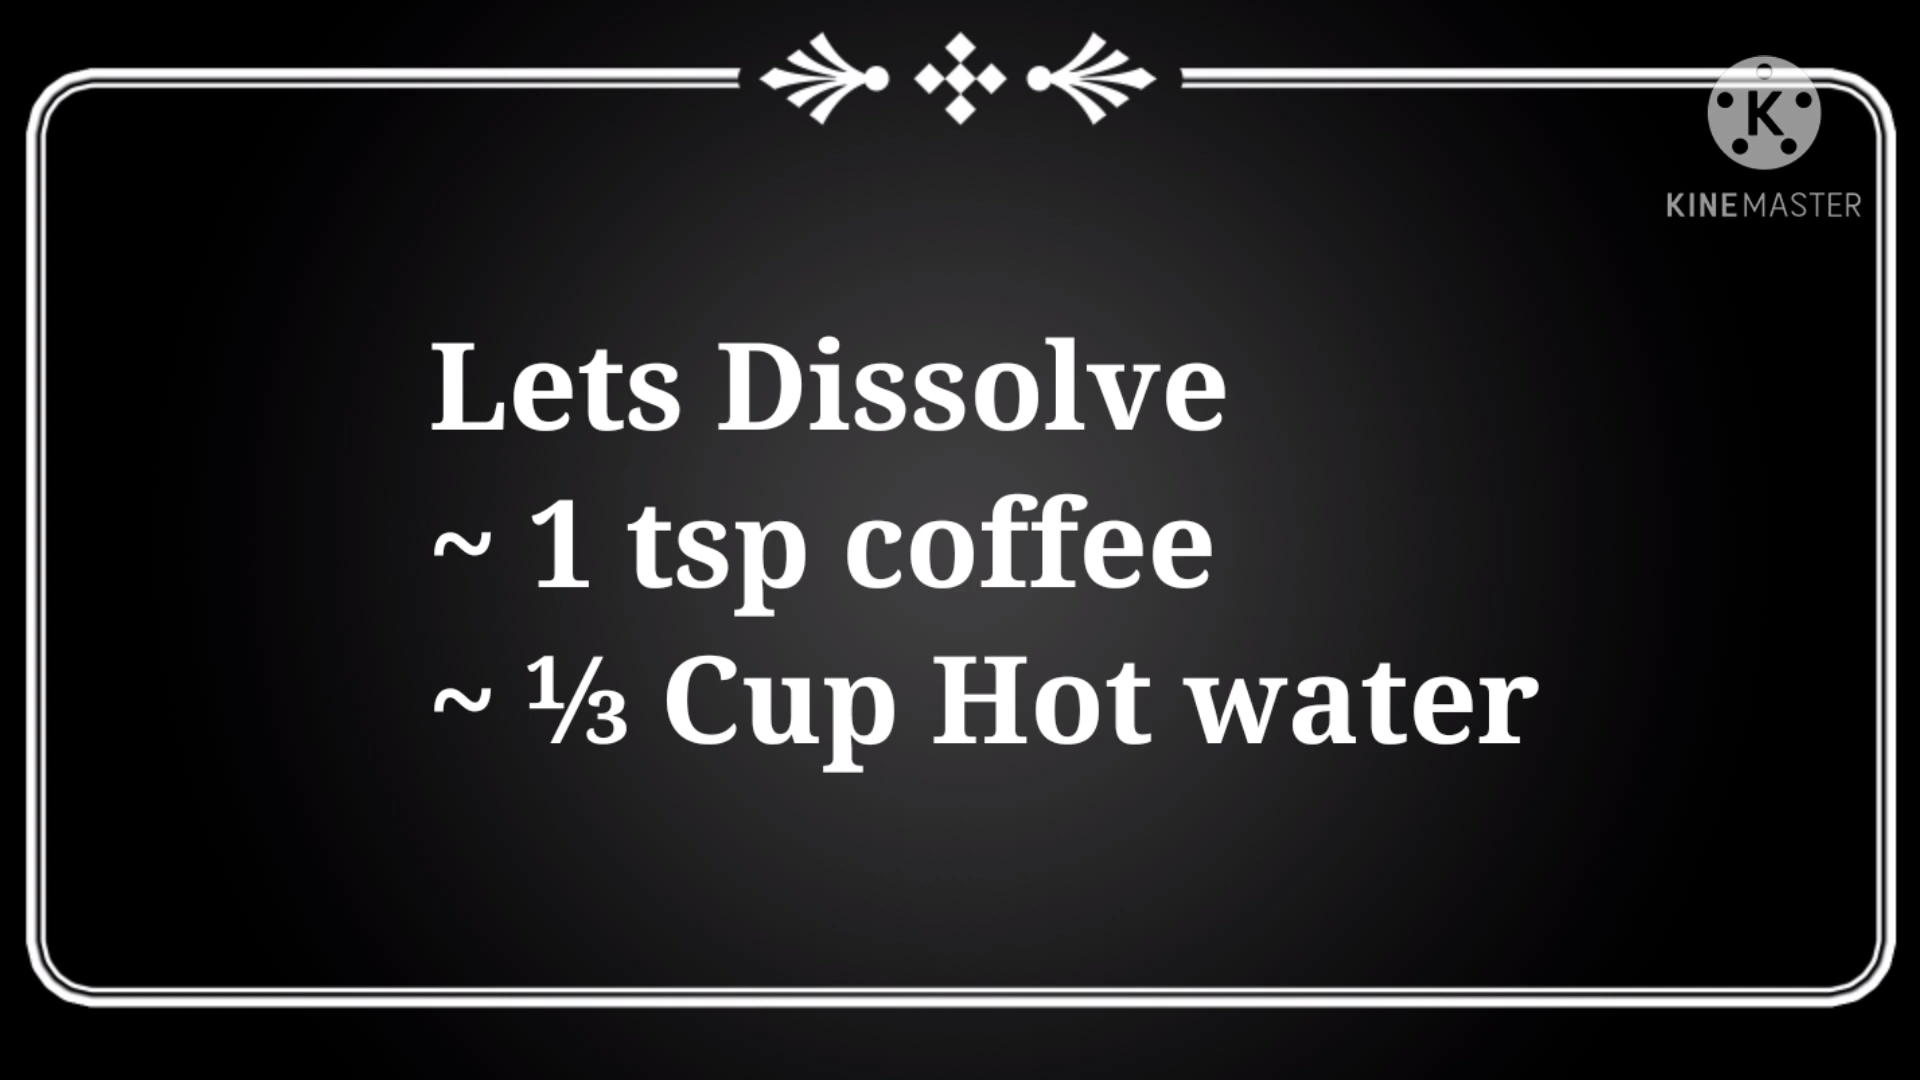 K
KINEMASTER
Lets Dissolve
~ 1 tsp coffee
~ ⅓ Cup Hot water